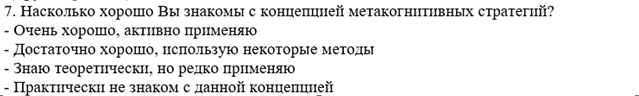 7. Насколько хорошо Вы знакомы с концепцией метакогнитивных стратегий?
- Очень хорошо, активно применяю
- Достаточно хорошо, использую некоторые методы
- Знаю теоретически, но редко применяю
- Практически не знаком с данной концепцией